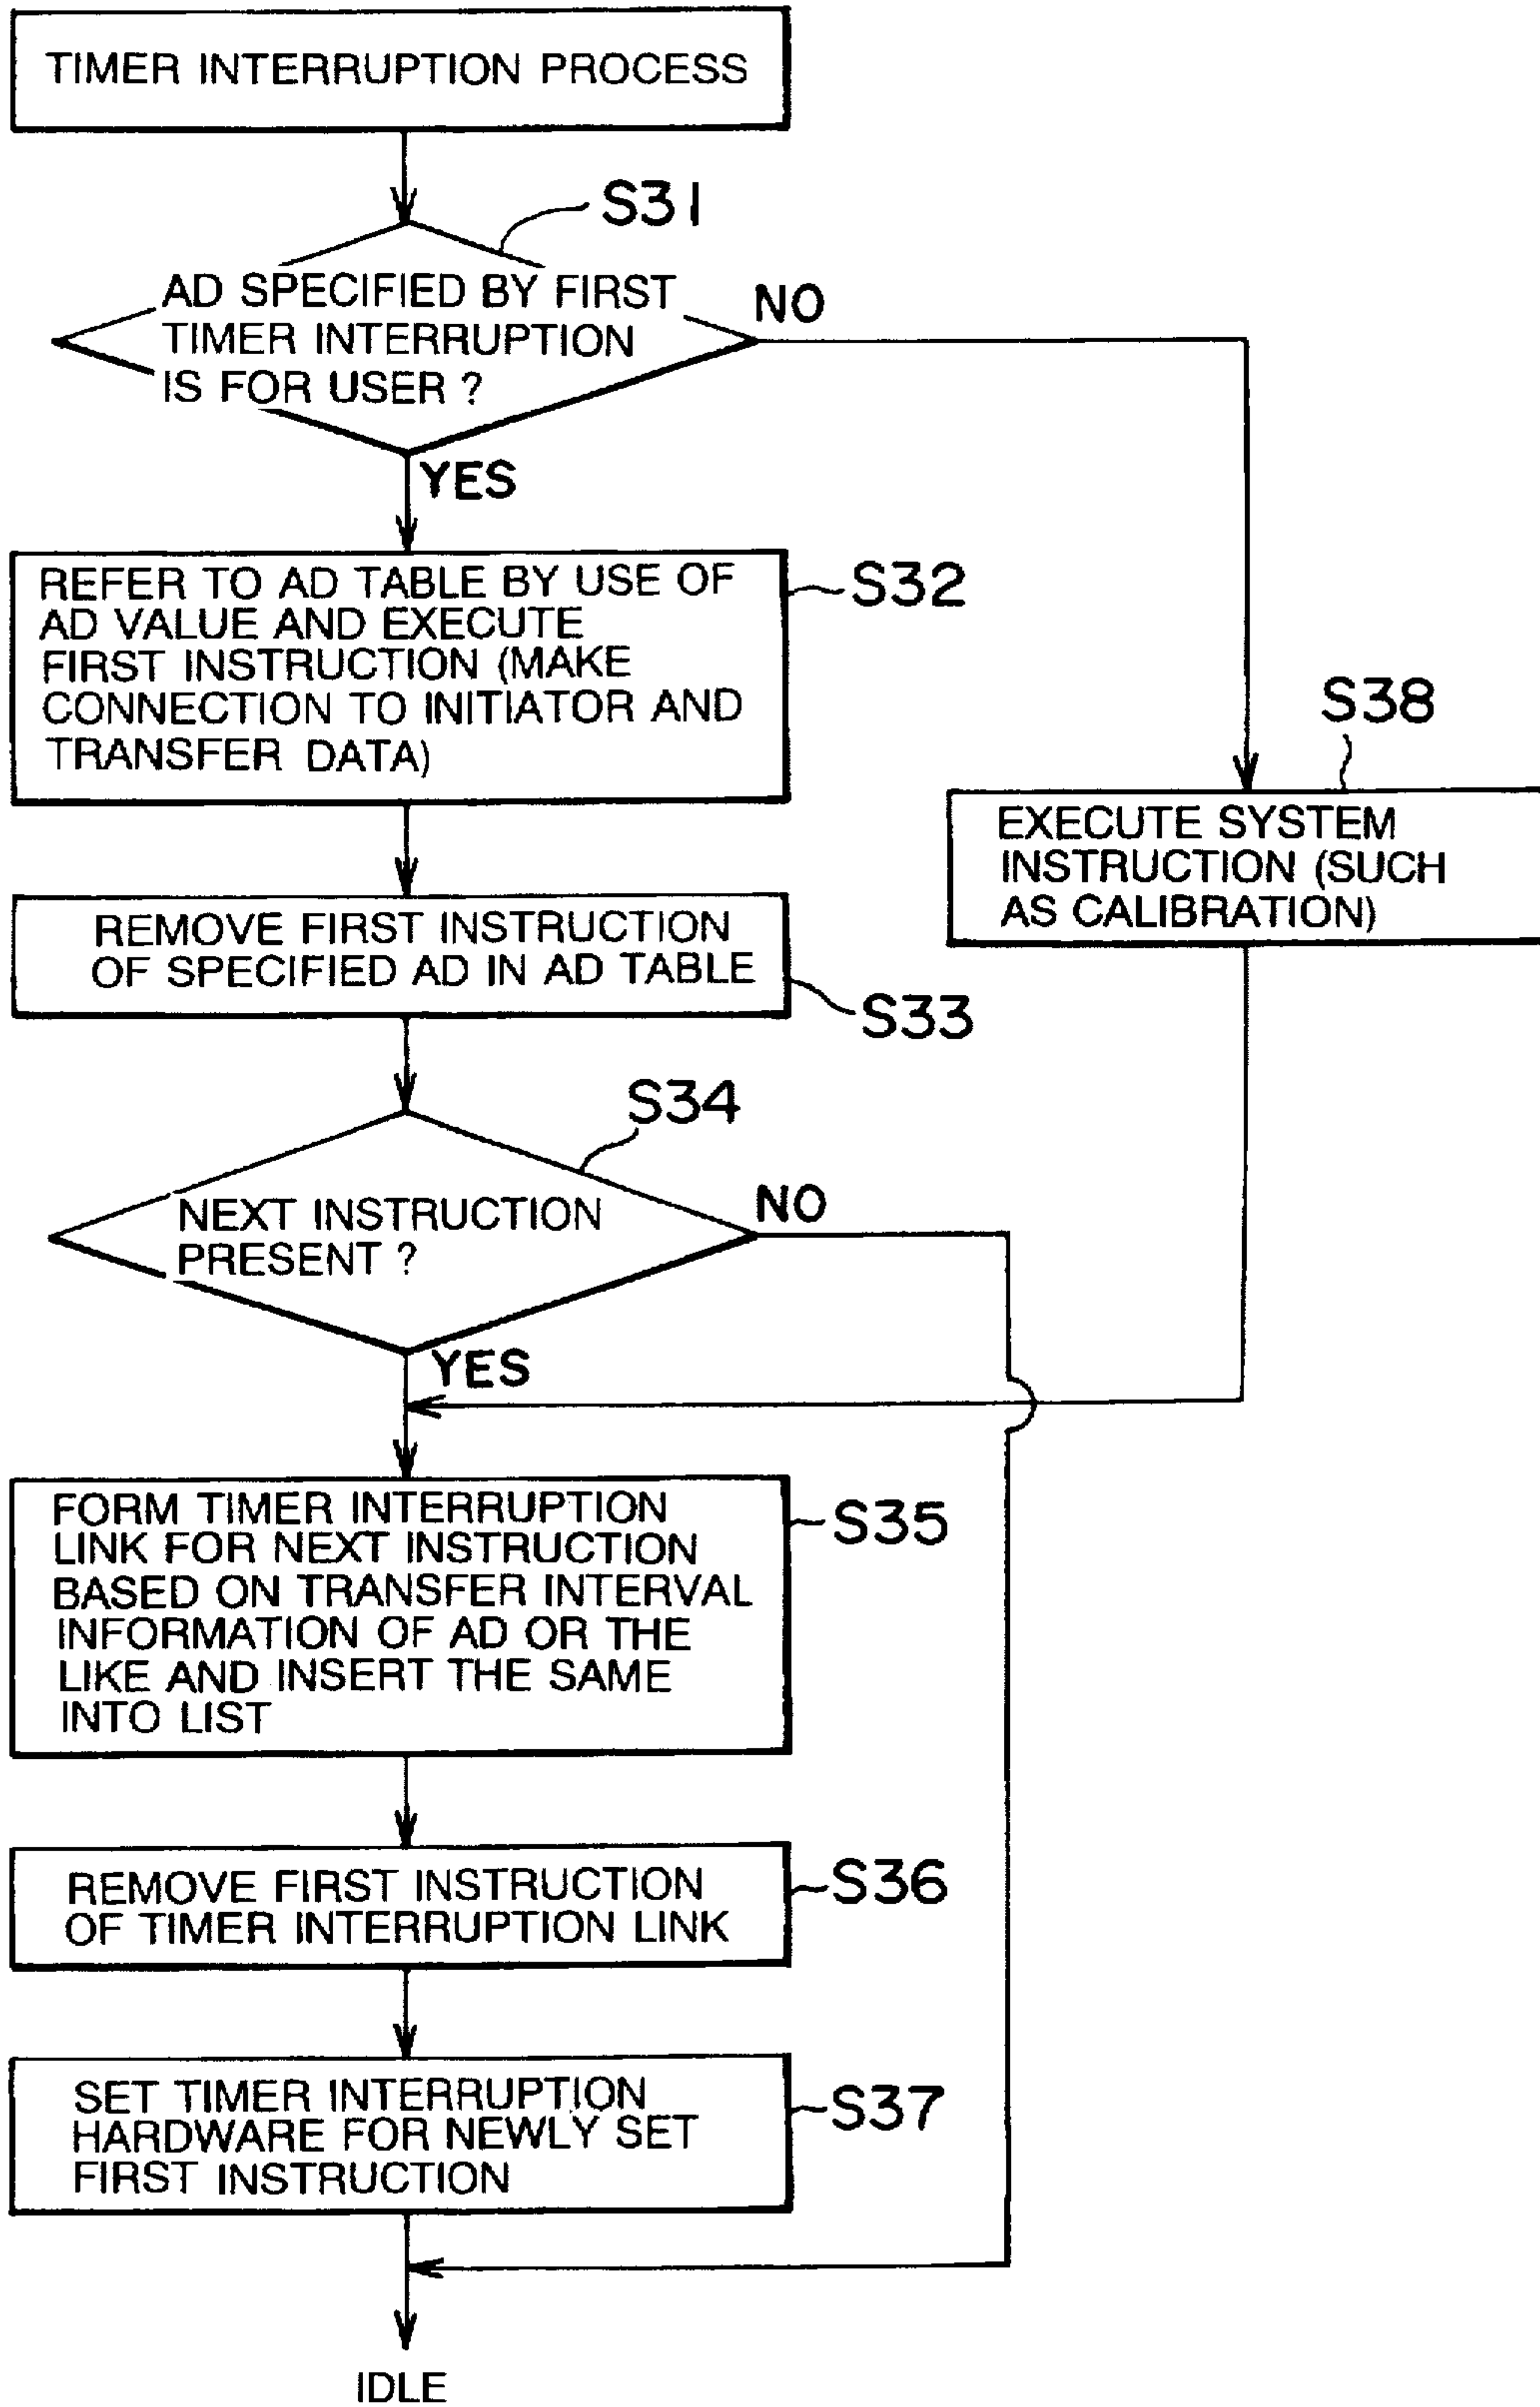 TIMER INTERRUPTION PROCESS
S31
AD SPECIFIED BY FIRST
TIMER INTERRUPTION
IS FOR USER ?
NO
YES
REFER TO AD TABLE BY USE OF
AD VALUE AND EXECUTE
FIRST INSTRUCTION (MAKE
CONNECTION TO INITIATOR AND
TRANSFER DATA)
S32
S38
EXECUTE SYSTEM
INSTRUCTION (SUCH
AS CALIBRATION)
REMOVE FIRST INSTRUCTION
OF SPECIFIED AD IN AD TABLE
S33
S34
NEXT INSTRUCTION
PRESENT ?
NO
YES
FORM TIMER INTERRUPTION
LINK FOR NEXT INSTRUCTION
BASED ON TRANSFER INTERVAL
INFORMATION OF AD OR THE
LIKE AND INSERT THE SAME
INTO LIST
S35
REMOVE FIRST INSTRUCTION
OF TIMER INTERRUPTION LINK
S36
SET TIMER INTERRUPTION
HARDWARE FOR NEWLY SET
FIRST INSTRUCTION
S37
IDLE